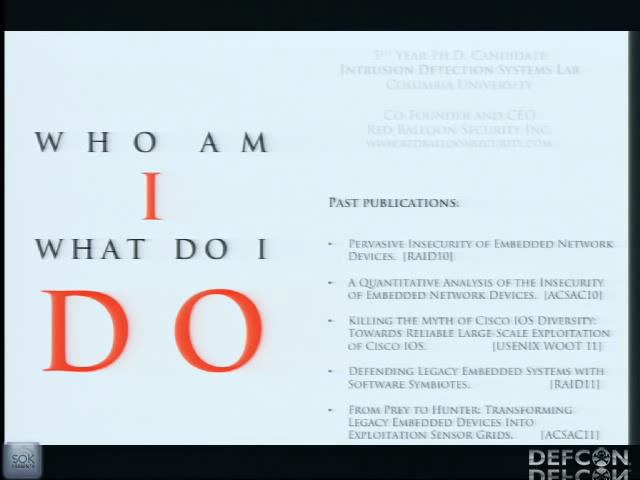 WHO AM
I
WHAT DO I
DO
5TH YEAR PH.D. CANDIDATE
INTRUSION DETECTION SYSTEMS LAB
COLUMBIA UNIVERSITY
CO-FOUNDER AND CEO
RED BALLOON SECURITY INC.
WWW.REDBALLOONSECURITY.COM
PAST PUBLICATIONS:
- PERVASIVE INSECURITY OF EMBEDDED NETWORK
DEVICES. [RAID10]
- A QUANTITATIVE ANALYSIS OF THE INSECURITY
OF EMBEDDED NETWORK DEVICES. [ACSAC10]
- KILLING THE MYTH OF CISCO IOS DIVERSITY:
TOWARDS RELIABLE LARGE-SCALE EXPLOITATION
OF CISCO IOS. [USENIX WOOT 11]
- DEFENDING LEGACY EMBEDDED SYSTEMS WITH
SOFTWARE SYMBIOTES. [RAID11]
- FROM PREY TO HUNTER: TRANSFORMING
LEGACY EMBEDDED DEVICES INTO
EXPLOITATION SENSOR GRIDS. [ACSAC11]
SOK
DEFCON